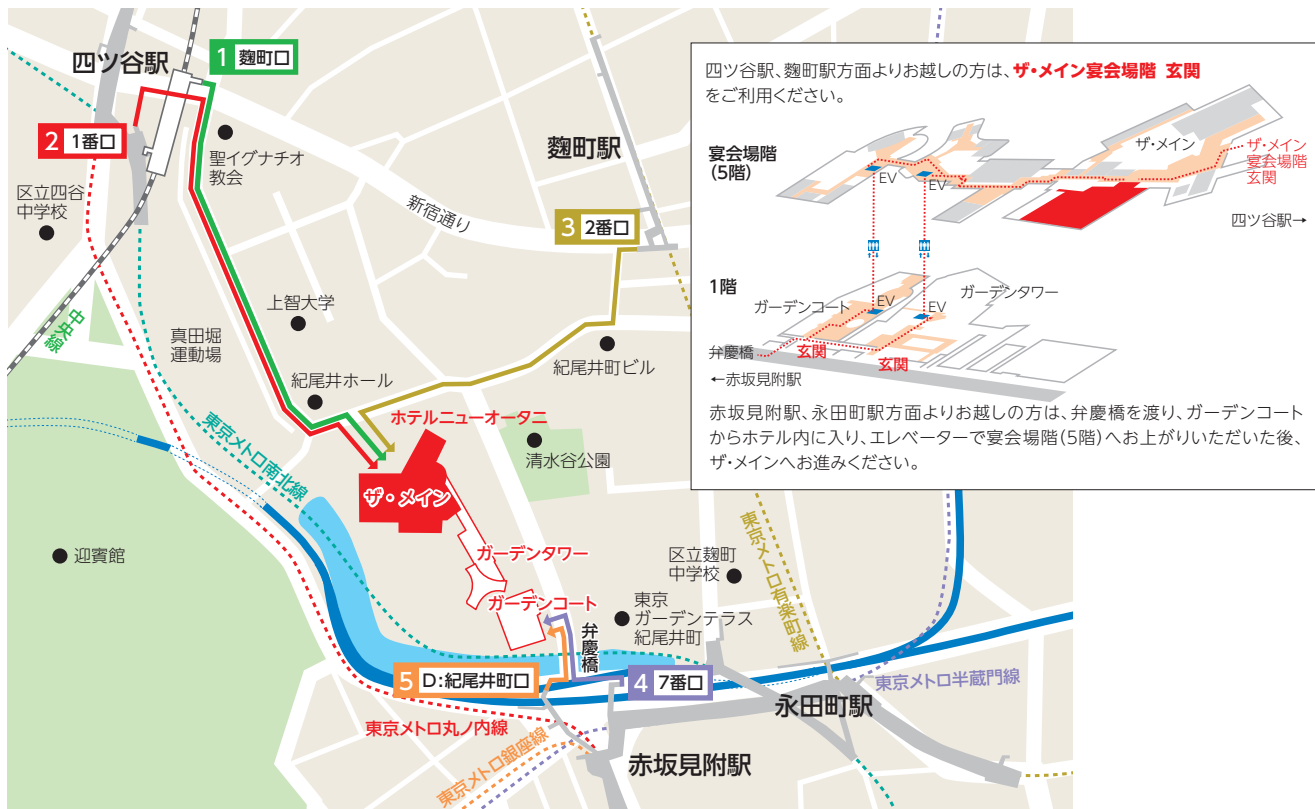 四ツ谷駅
1 麴町口
2 1番口
聖イグナチオ
教会
区立四谷
中学校
麴町駅
新宿通り
3 2番口
中央線
上智大学
真田堀
運動場
紀尾井町ビル
紀尾井ホール
ホテルニューオータニ
東京メトロ南北線
清水谷公園
ザ・メイン
迎賓館
ガーデンタワー
ガーデンコート
区立麹町
中学校
東京メトロ有楽町線
東京
ガーデンテラス
紀尾井町
弁慶橋
5 D:紀尾井町口
4 7番口
東京メトロ半蔵門線
永田町駅
東京メトロ丸ノ内線
東京メトロ銀座線
赤坂見附駅
四ツ谷駅、麴町駅方面よりお越しの方は、ザ・メイン宴会場階 玄関
をご利用ください。
宴会場階
(5階)
ザ・メイン
ザ・メイン
宴会場階
玄関
EV
EV
四ツ谷駅→
1階
ガーデンコート
EV
EV
ガーデンタワー
弁慶橋
玄関
玄関
←赤坂見附駅
赤坂見附駅、永田町駅方面よりお越しの方は、弁慶橋を渡り、ガーデンコート
からホテル内に入り、エレベーターで宴会場階(5階)へお上がりいただいた後、
ザ・メインへお進みください。